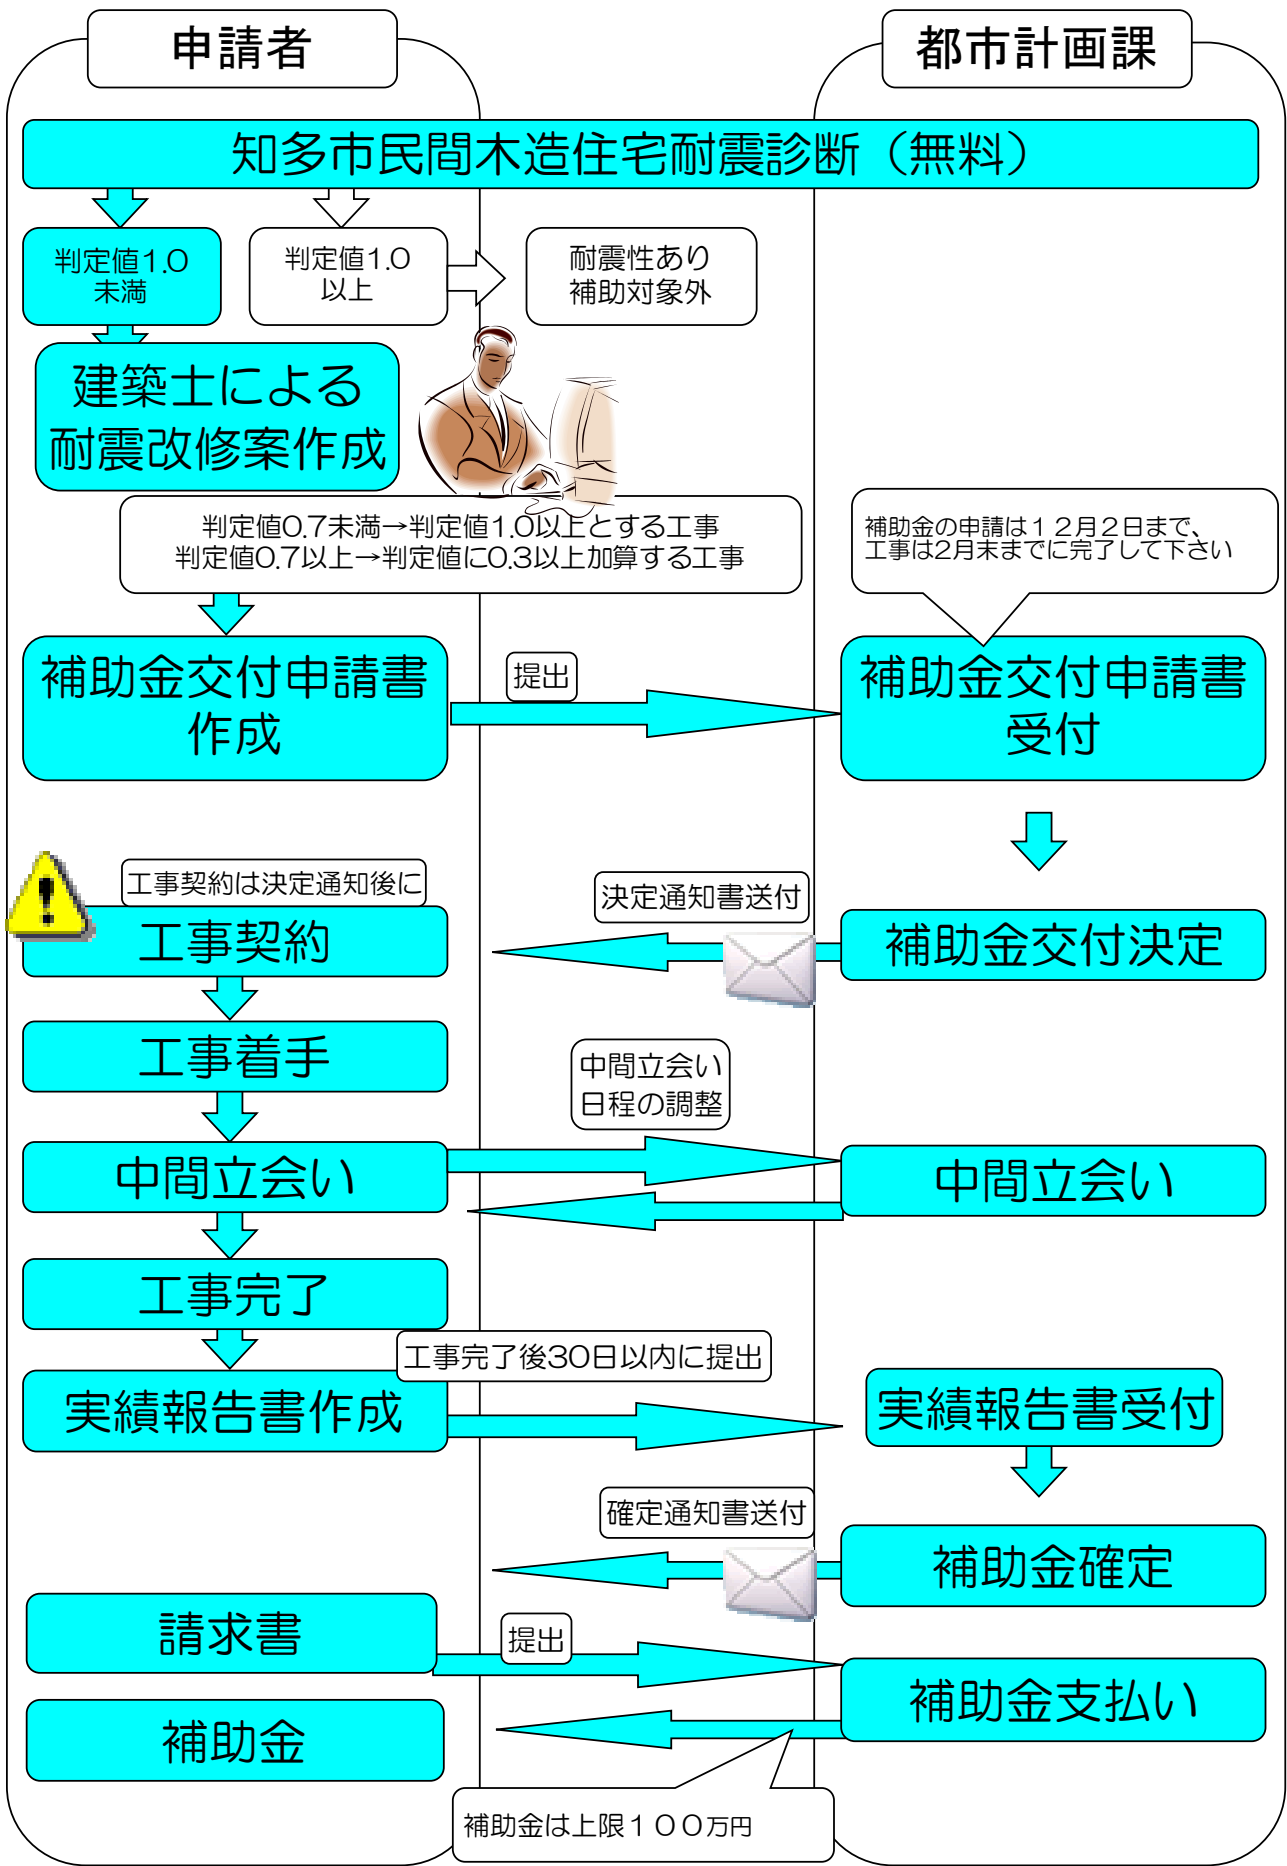 申請者
都市計画課
知多市民間木造住宅耐震診断（無料）
判定値1.0
未満
判定値1.0
以上
耐震性あり
補助対象外
建築士による
耐震改修案作成
判定値0.7未満→判定値1.0以上とする工事
判定値0.7以上→判定値に0.3以上加算する工事
補助金の申請は１２月２日まで、
工事は2月末までに完了して下さい
補助金交付申請書
作成
提出
補助金交付申請書
受付
工事契約は決定通知後に
決定通知書送付
工事契約
補助金交付決定
工事着手
中間立会い
日程の調整
中間立会い
中間立会い
工事完了
工事完了後30日以内に提出
実績報告書作成
実績報告書受付
確定通知書送付
補助金確定
請求書
提出
補助金支払い
補助金
補助金は上限１００万円